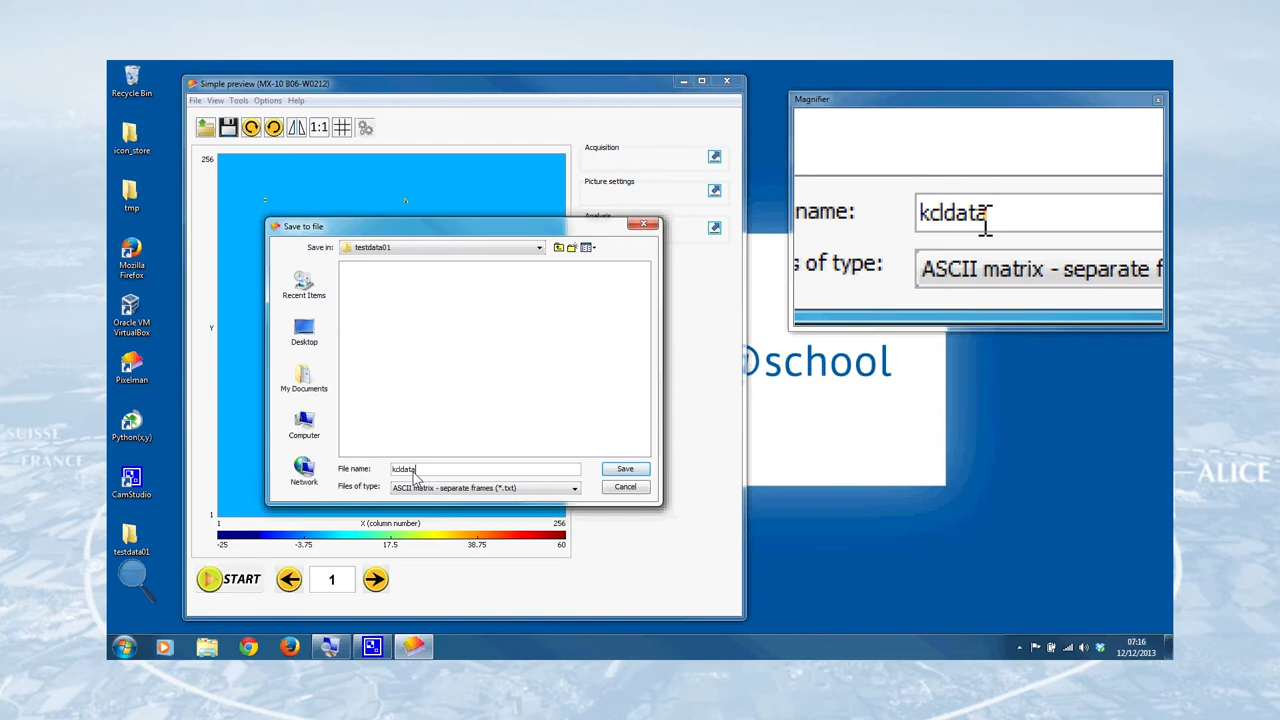 Recycle Bin
icon_store
tmp
Mozilla
Firefox
Oracle VM
VirtualBox
Pixelman
Python(x,y)
CamStudio
testdata01
Simple preview (MX-10 B06-W0212)
File View Tools Options Help
1:1
256
Y
1
Acquisition
Picture settings
Analysis
Save to file
Save in: testdata01
Recent Items
Desktop
My Documents
Computer
Network
File name: kcldata
Save
Files of type: ASCII matrix - separate frames (*.txt)
Cancel
1 X (column number) 256
-25 -3.75 17.5 38.75 60
START 1
Magnifier
name: kcldata
s of type: ASCII matrix - separate f
@school
SUISSE
FRANCE
ALICE
07:16
12/12/2013